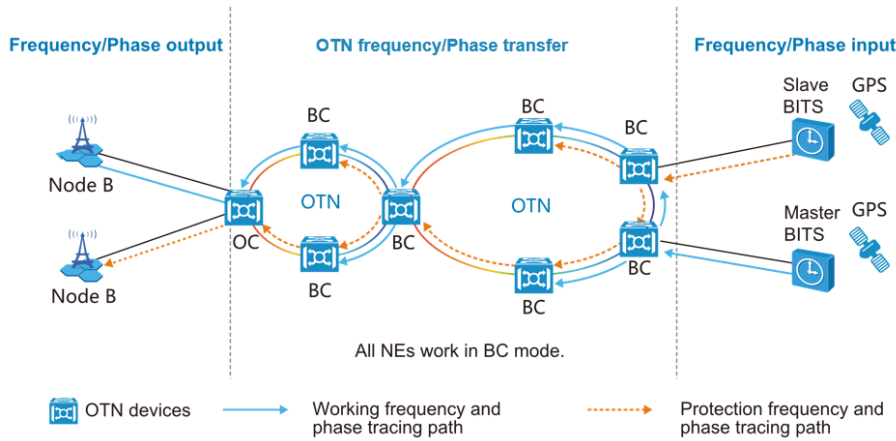 Frequency/Phase output
OTN frequency/Phase transfer
Frequency/Phase input
Slave
BITS
GPS
BC
BC
BC
Node B
OTN
OTN
OC
BC
Master
BITS
GPS
BC
Node B
BC
BC
All NEs work in BC mode.
OTN devices
Working frequency and
phase tracing path
Protection frequency and
phase tracing path